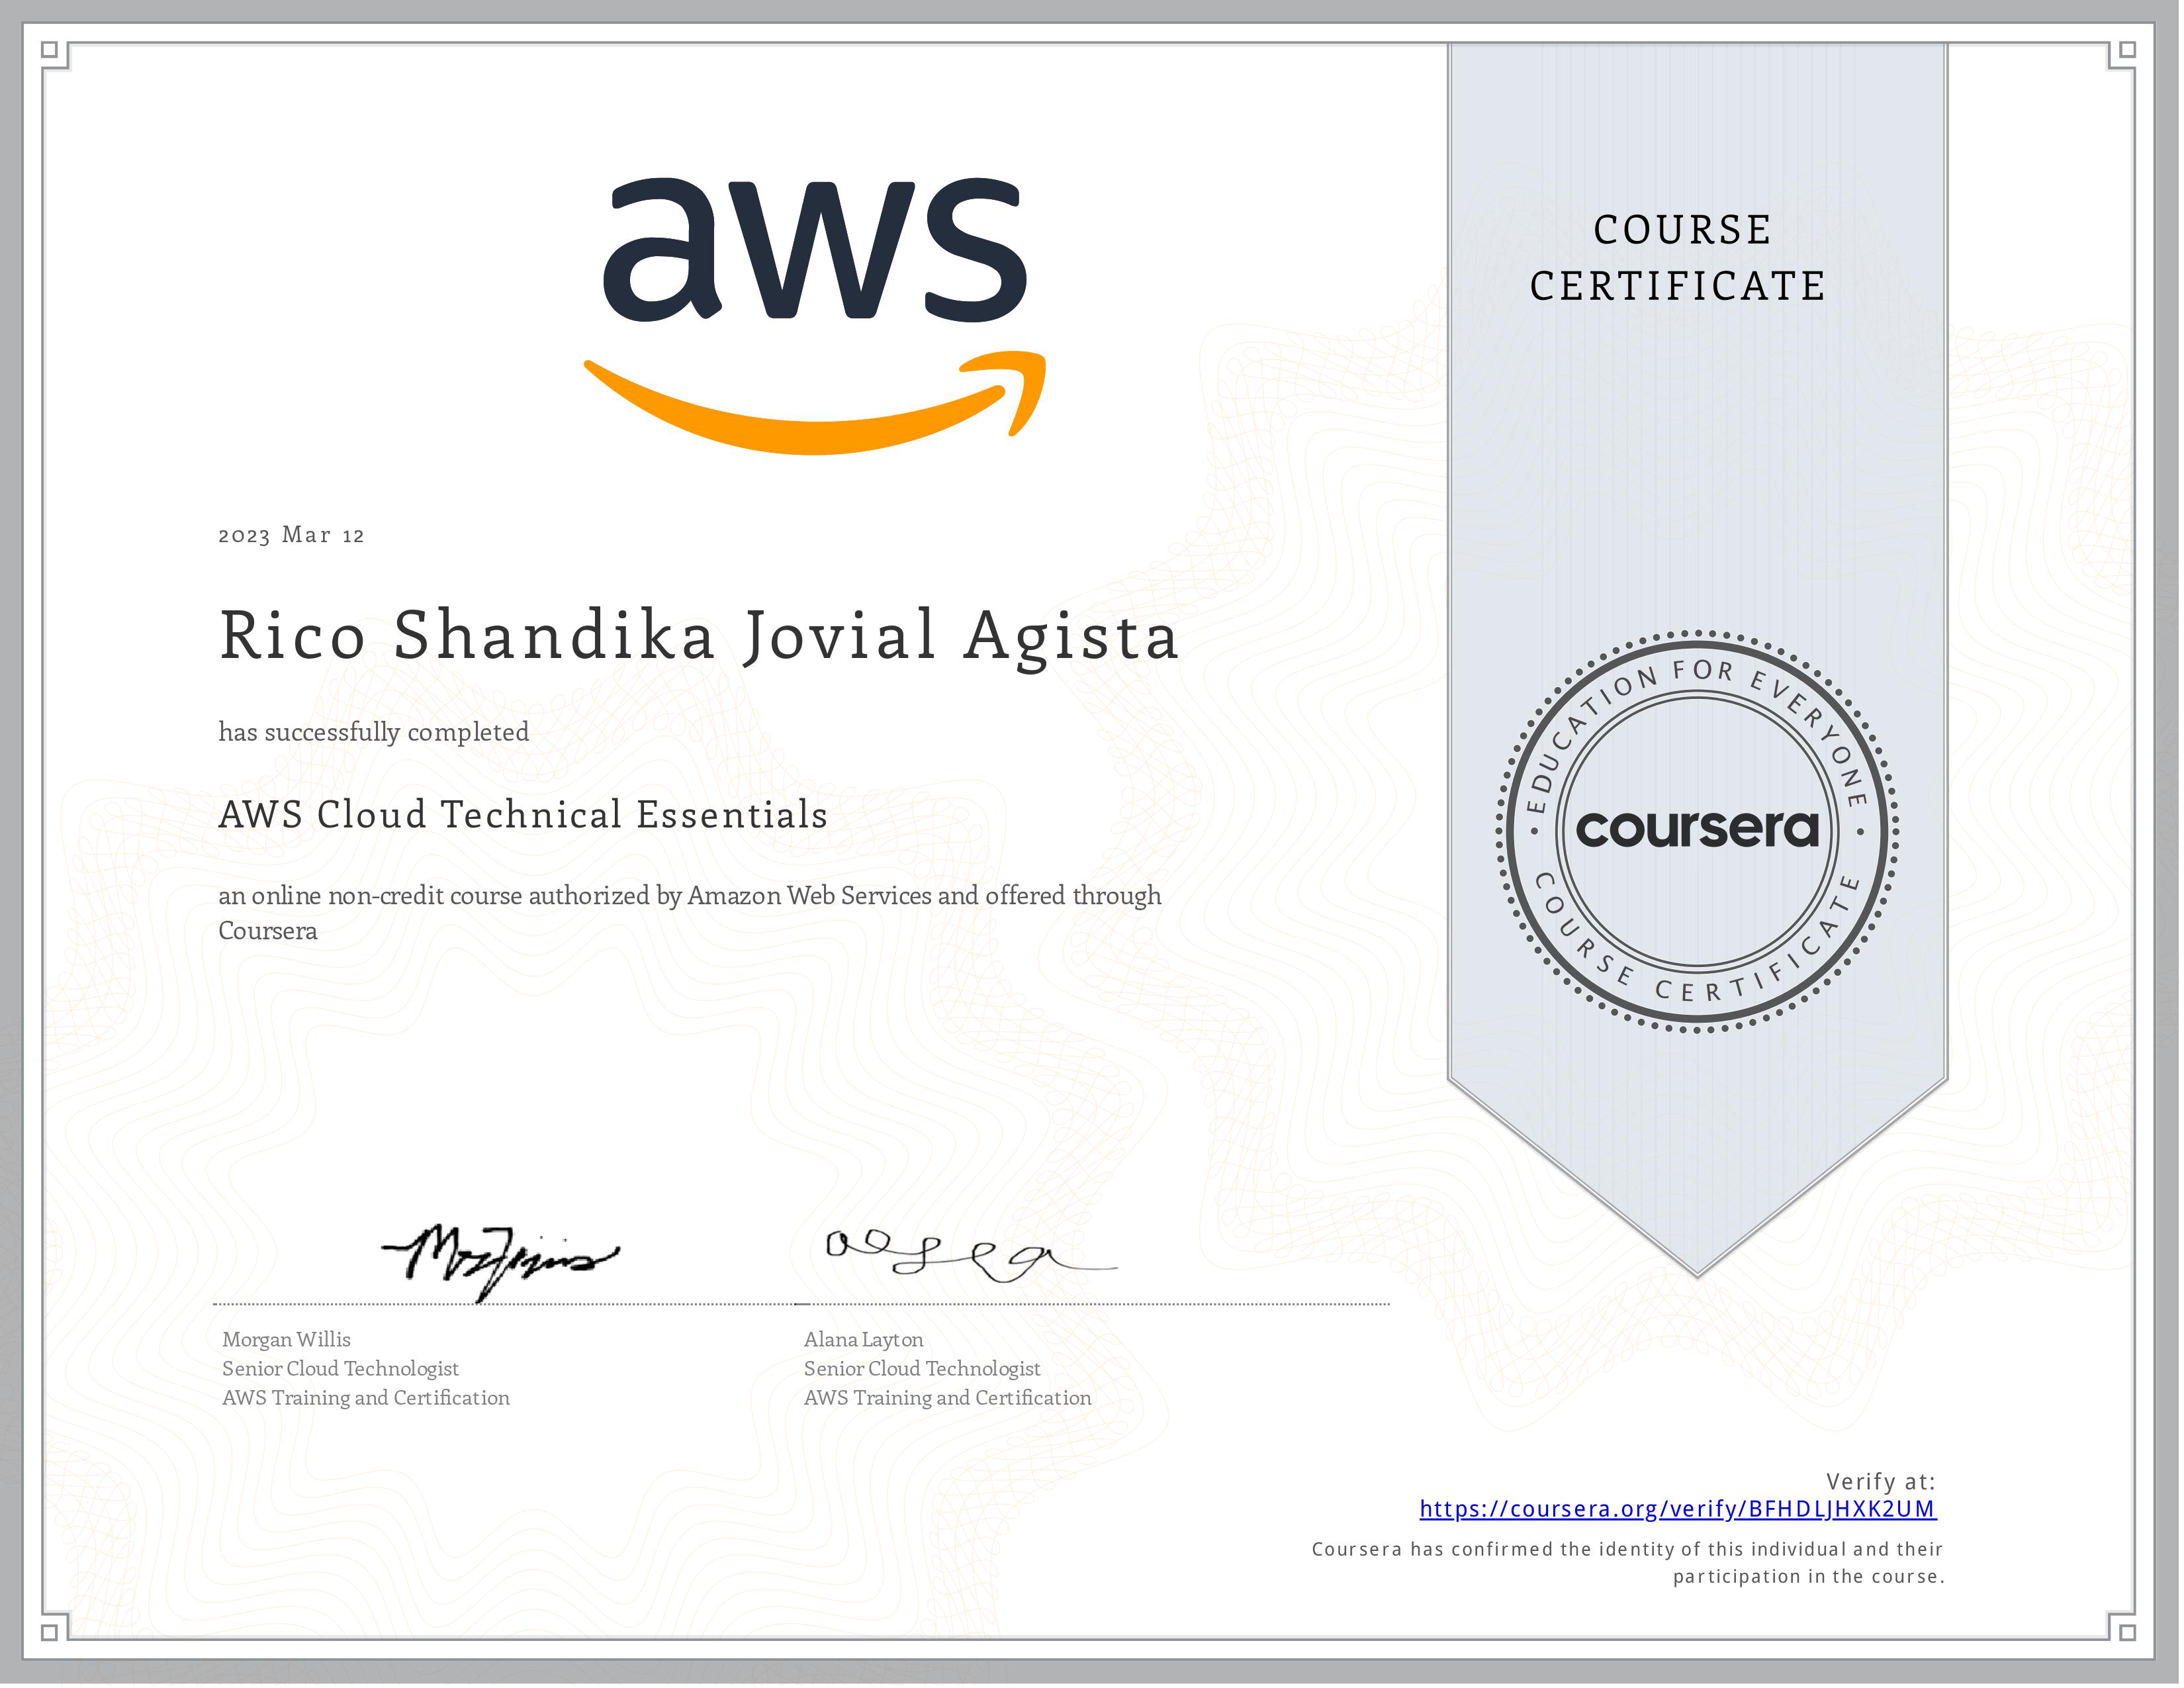 aws
COURSE
CERTIFICATE
2023 Mar 12
Rico Shandika Jovial Agista
has successfully completed
AWS Cloud Technical Essentials
an online non-credit course authorized by Amazon Web Services and offered through
Coursera
EDUCATION FOR EVERYONE
coursera
COURSE CERTIFICATE
Morgan Willis
Senior Cloud Technologist
AWS Training and Certification
Alana Layton
Senior Cloud Technologist
AWS Training and Certification
Verify at:
https://coursera.org/verify/BFHDLJHXK2UM
Coursera has confirmed the identity of this individual and their
participation in the course.